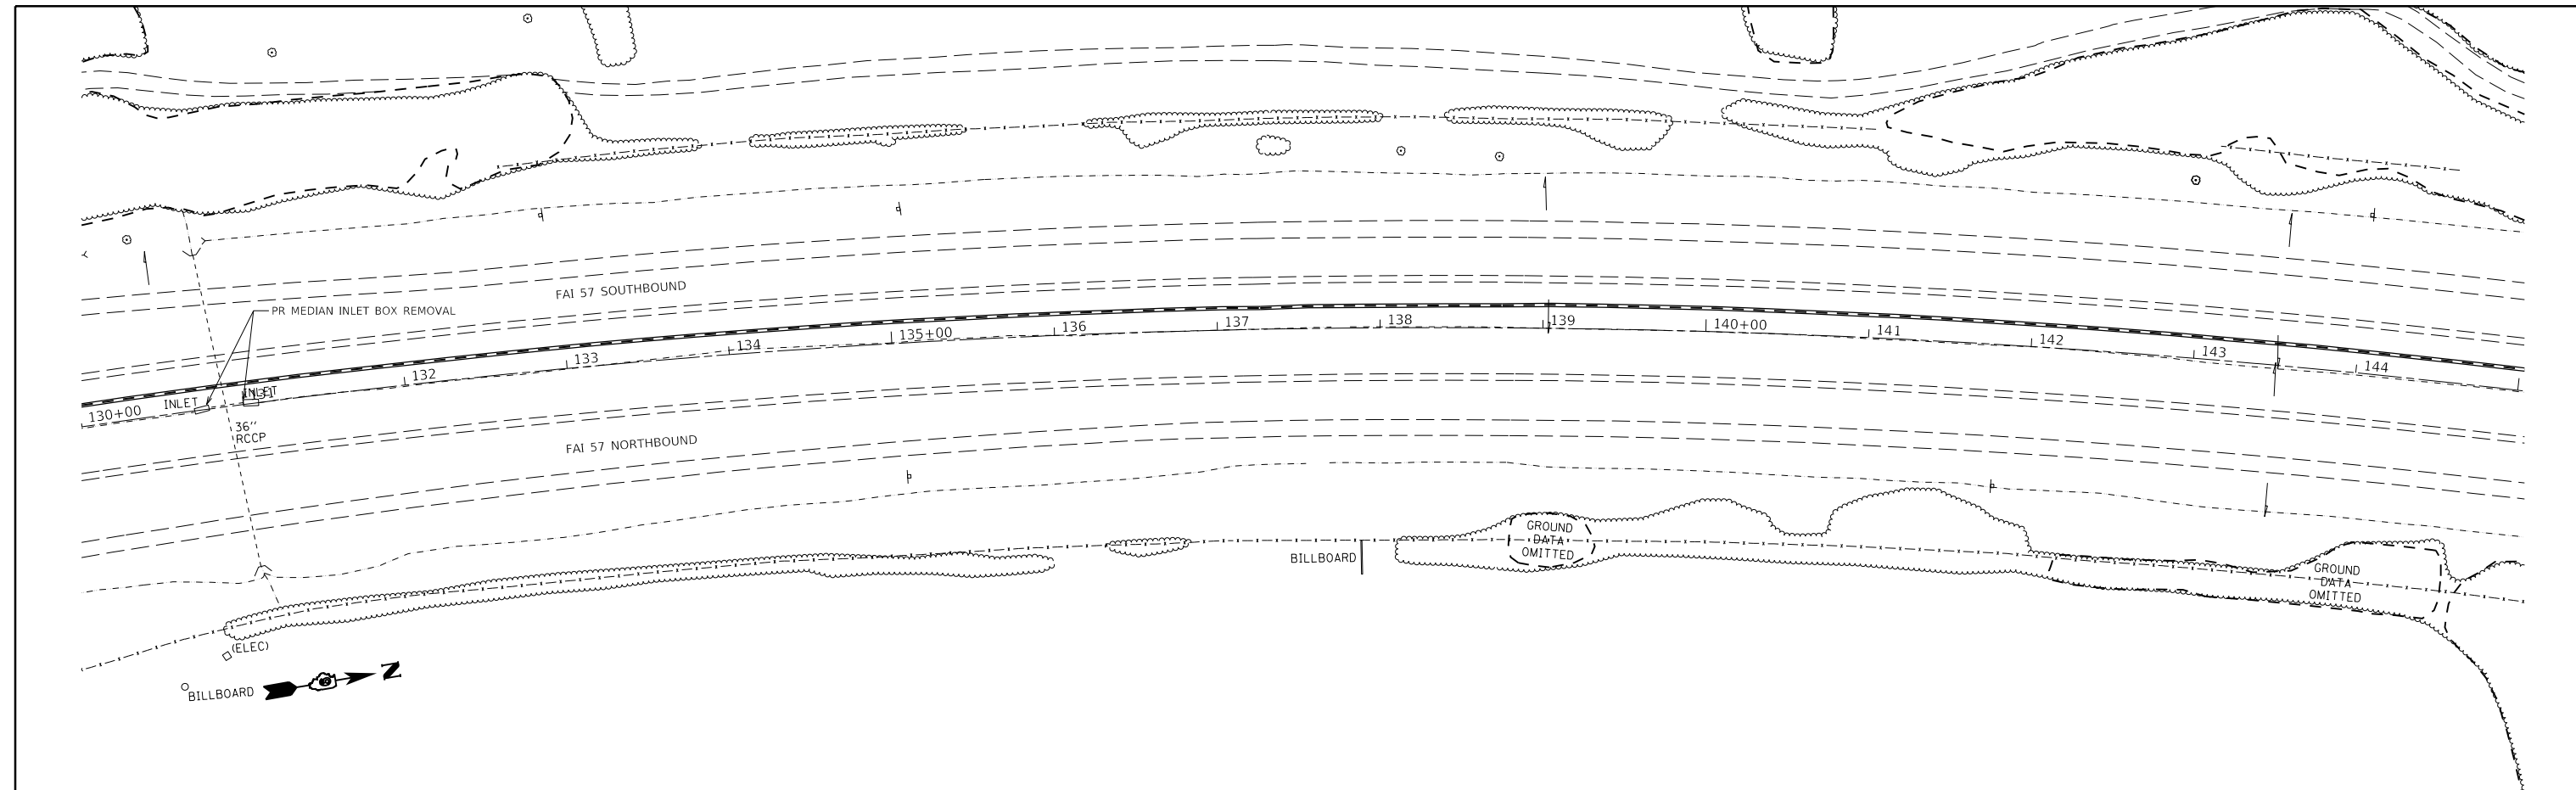 FAI 57 SOUTHBOUND
PR MEDIAN INLET BOX REMOVAL
130+00
132
133
134
135+00
136
137
138
139
140+00
141
142
143
144
INLET
INLET
36''
RCCP
FAI 57 NORTHBOUND
BILLBOARD
GROUND
DATA
OMITTED
GROUND
DATA
OMITTED
(ELEC)
BILLBOARD
N